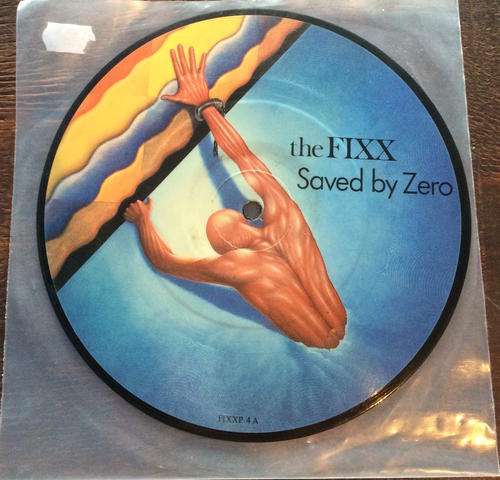 the FIXX
Saved by Zero
FIXXP 4 A